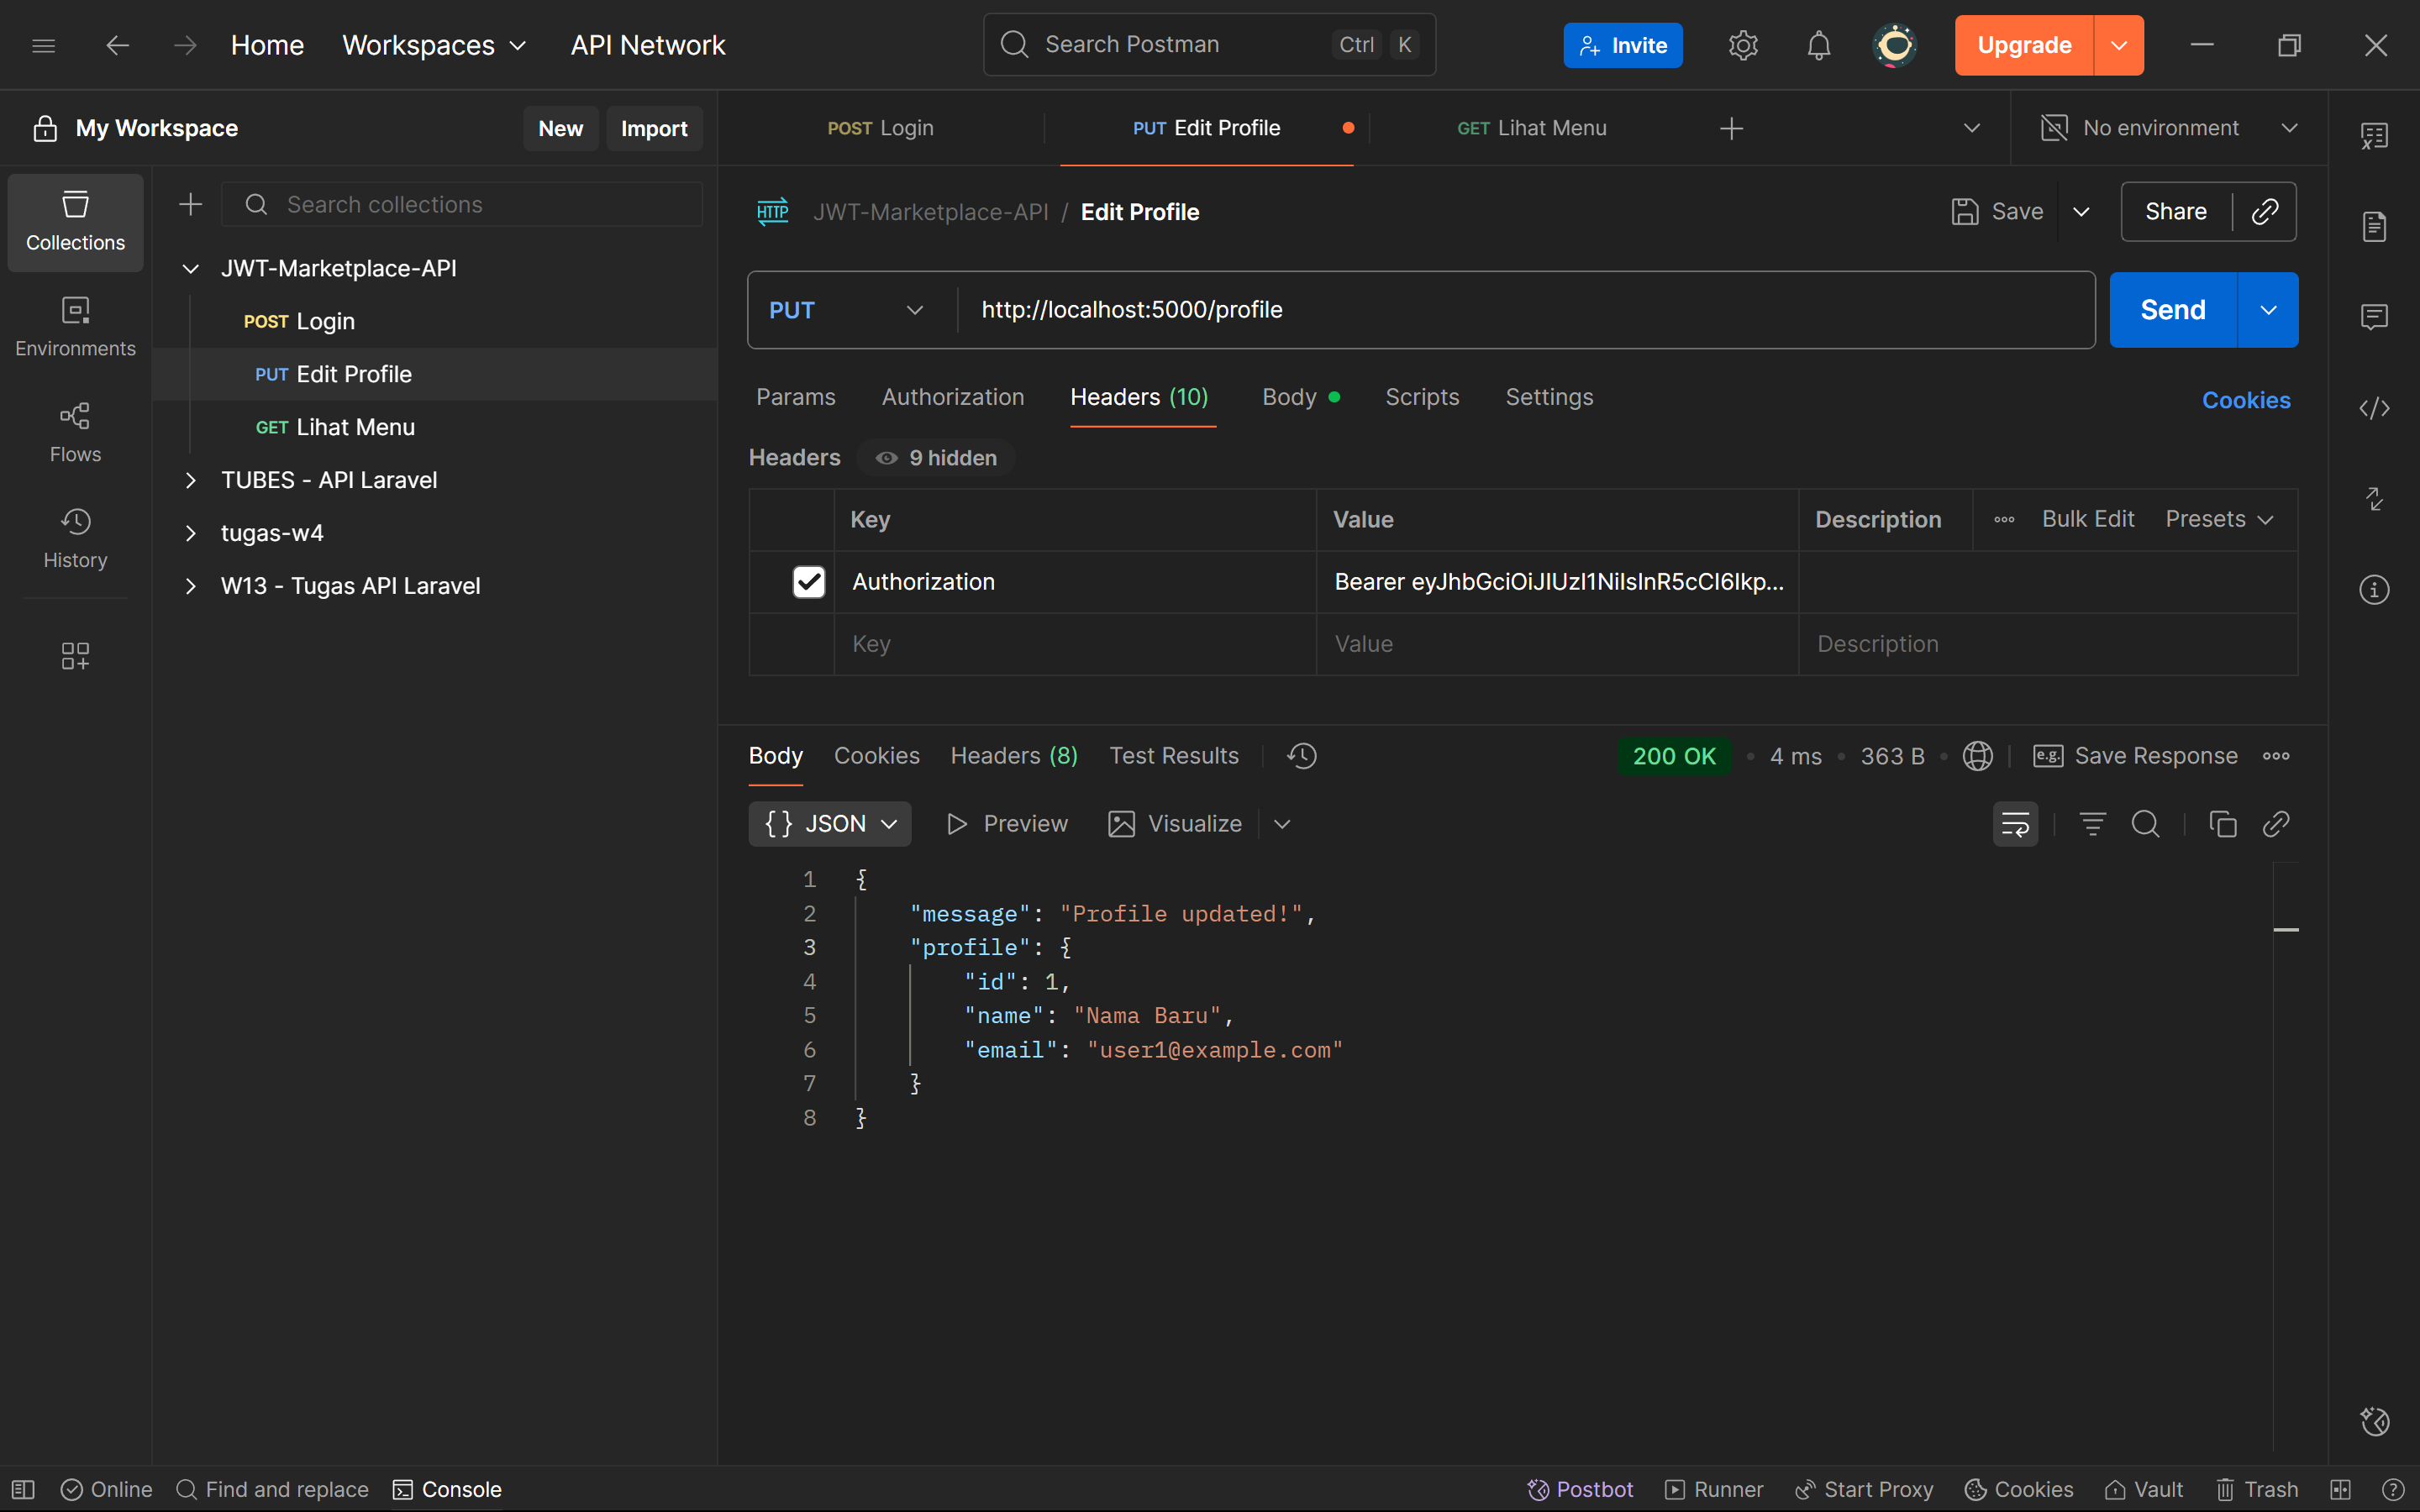 Home Workspaces API Network
Search Postman Ctrl K
Invite
Upgrade
My Workspace New Import
POST Login PUT Edit Profile GET Lihat Menu
No environment
Collections
Environments
Flows
History
Search collections
JWT-Marketplace-API
POST Login
PUT Edit Profile
GET Lihat Menu
TUBES - API Laravel
tugas-w4
W13 - Tugas API Laravel
HTTP JWT-Marketplace-API / Edit Profile
Save Share
PUT http://localhost:5000/profile Send
Params Authorization Headers (10) Body Scripts Settings Cookies
Headers 9 hidden
Key Value Description Bulk Edit Presets
Authorization Bearer eyJhbGciOiJIUzI1NiIsInR5cCI6Ikp...
Key Value Description
Body Cookies Headers (8) Test Results
200 OK 4 ms 363 B e.g. Save Response
{} JSON Preview Visualize
1 {
2 "message": "Profile updated!",
3 "profile": {
4 "id": 1,
5 "name": "Nama Baru",
6 "email": "user1@example.com"
7 }
8 }
Online Find and replace Console
Postbot Runner Start Proxy Cookies Vault Trash